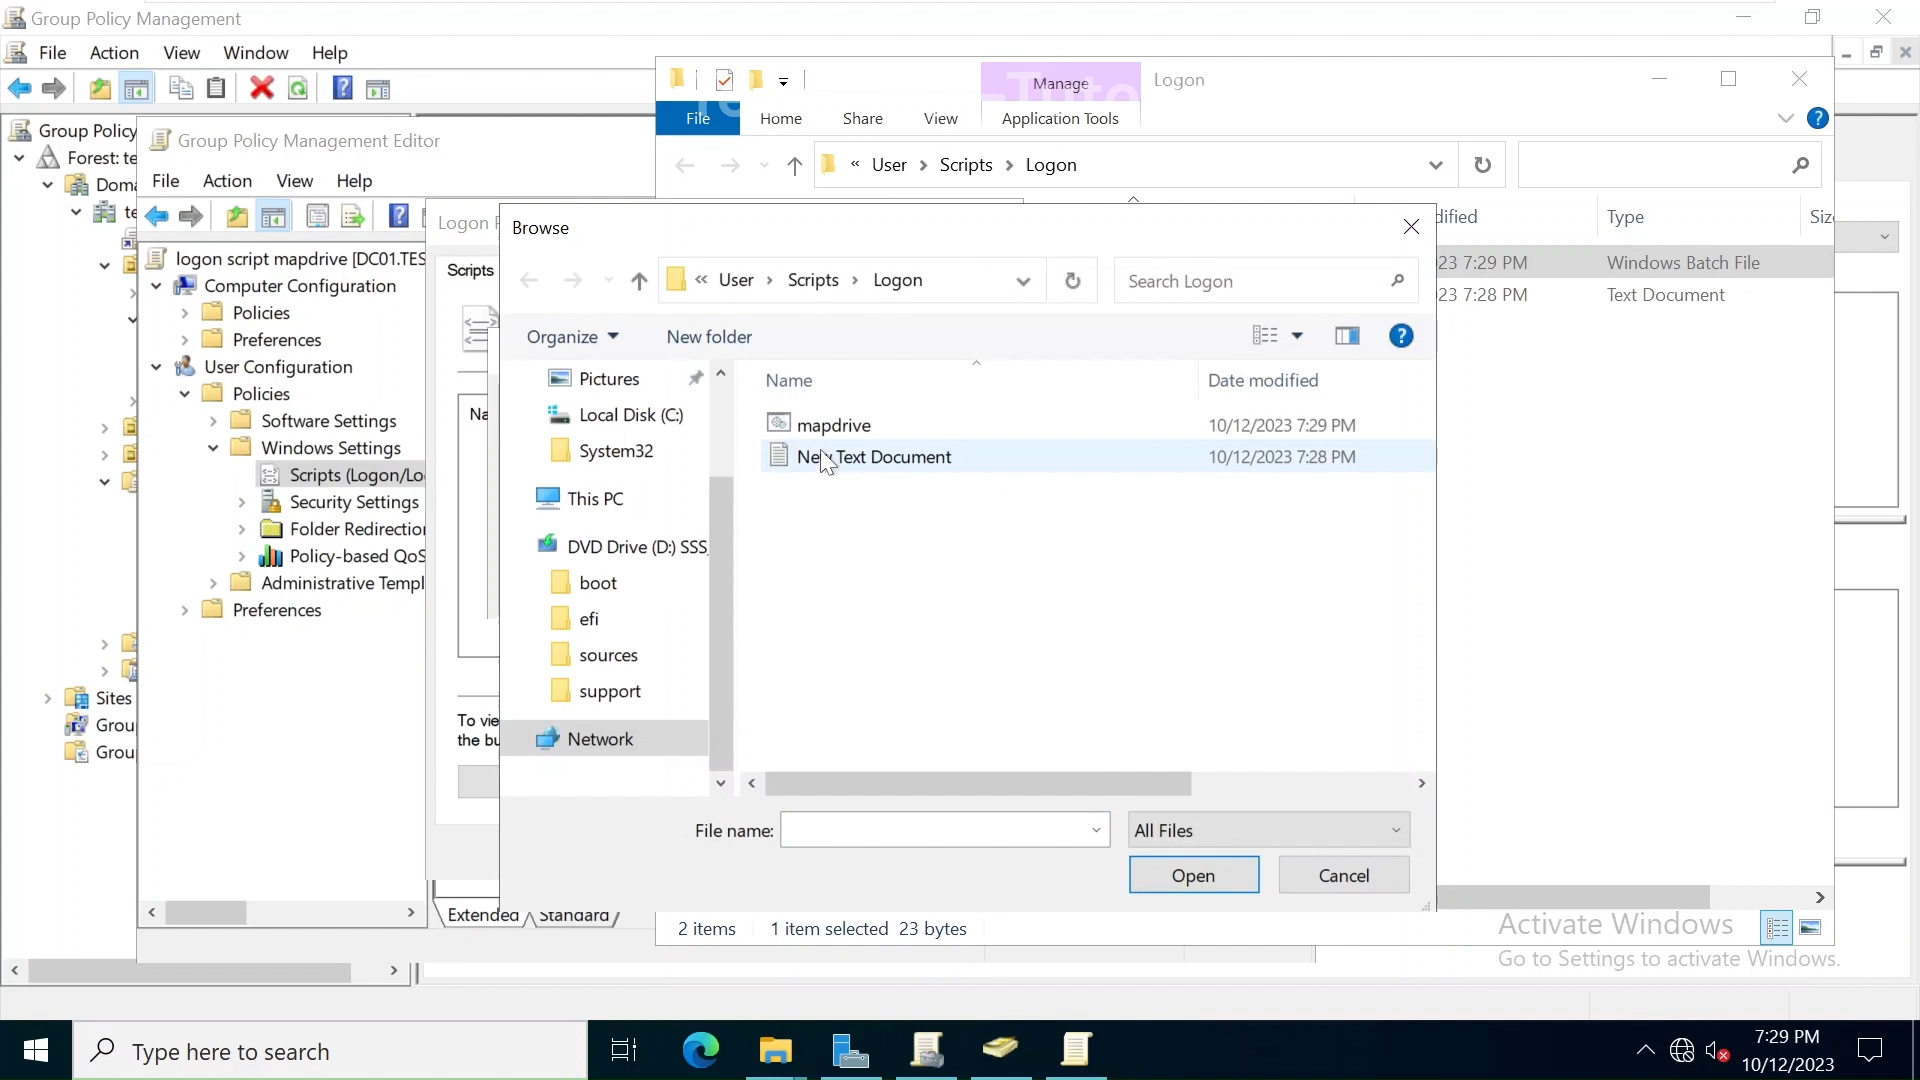 Group Policy Management
File Action View Window Help
Manage
Logon
File Home Share View Application Tools
« User > Scripts > Logon
Group Policy
Forest: te
Doma
te
Sites
Grou
Grou
Group Policy Management Editor
File Action View Help
logon script mapdrive [DC01.TES
Computer Configuration
Policies
Preferences
User Configuration
Policies
Software Settings
Windows Settings
Scripts (Logon/Lo
Security Settings
Folder Redirection
Policy-based QoS
Administrative Templ
Preferences
Logon
Scripts
Na
To vie
the bu
Extended Standard
Browse
« User > Scripts > Logon
Search Logon
Organize New folder
Pictures
Local Disk (C:)
System32
This PC
DVD Drive (D:) SSS
boot
efi
sources
support
Network
Name Date modified
mapdrive 10/12/2023 7:29 PM
New Text Document 10/12/2023 7:28 PM
File name: All Files
Open Cancel
dified Type Siz
23 7:29 PM Windows Batch File
23 7:28 PM Text Document
2 items 1 item selected 23 bytes
Activate Windows
Go to Settings to activate Windows.
Type here to search
7:29 PM
10/12/2023